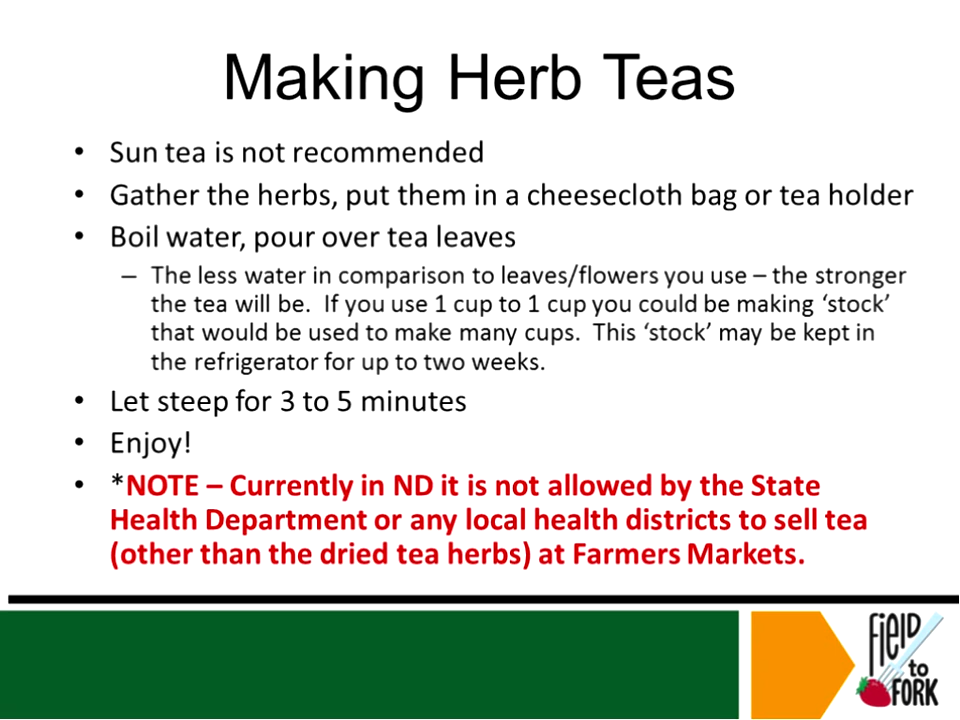 Making Herb Teas
• Sun tea is not recommended
• Gather the herbs, put them in a cheesecloth bag or tea holder
• Boil water, pour over tea leaves
– The less water in comparison to leaves/flowers you use – the stronger
the tea will be.  If you use 1 cup to 1 cup you could be making ‘stock’
that would be used to make many cups.  This ‘stock’ may be kept in
the refrigerator for up to two weeks.
• Let steep for 3 to 5 minutes
• Enjoy!
• *NOTE – Currently in ND it is not allowed by the State
Health Department or any local health districts to sell tea
(other than the dried tea herbs) at Farmers Markets.
FIELD
to
FORK